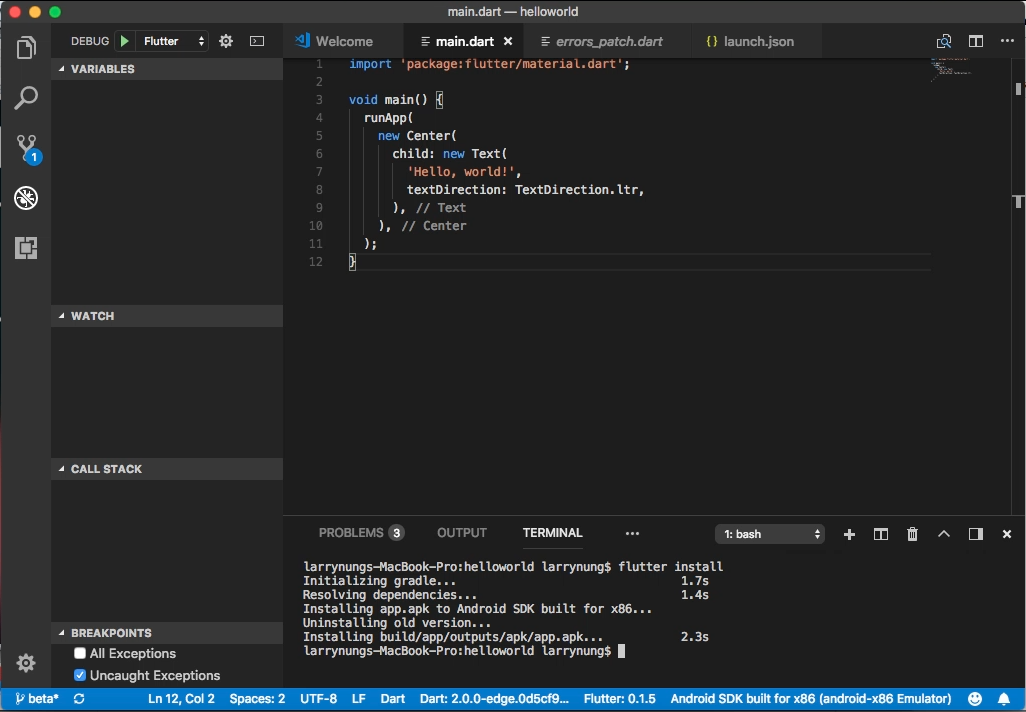 main.dart — helloworld
DEBUG Flutter
Welcome main.dart errors_patch.dart {} launch.json
VARIABLES
WATCH
CALL STACK
BREAKPOINTS
All Exceptions
Uncaught Exceptions
1
1 import 'package:flutter/material.dart';
2
3 void main() {
4 runApp(
5 new Center(
6 child: new Text(
7 'Hello, world!',
8 textDirection: TextDirection.ltr,
9 ), // Text
10 ), // Center
11 );
12 }
PROBLEMS 3 OUTPUT TERMINAL ••• 1: bash
larrynungs-MacBook-Pro:helloworld larrynung$ flutter install
Initializing gradle... 1.7s
Resolving dependencies... 1.4s
Installing app.apk to Android SDK built for x86...
Uninstalling old version...
Installing build/app/outputs/apk/app.apk... 2.3s
larrynungs-MacBook-Pro:helloworld larrynung$
beta* Ln 12, Col 2 Spaces: 2 UTF-8 LF Dart Dart: 2.0.0-edge.0d5cf9... Flutter: 0.1.5 Android SDK built for x86 (android-x86 Emulator)